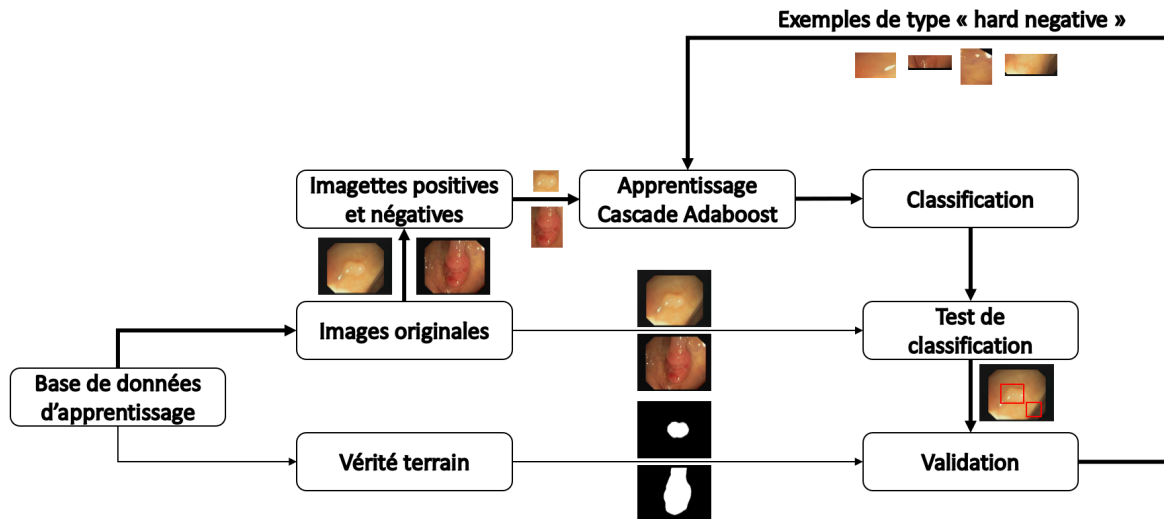 Exemples de type « hard negative »
Imagettes positives
et négatives
Apprentissage
Cascade Adaboost
Classification
Images originales
Test de
classification
Base de données
d'apprentissage
Vérité terrain
Validation